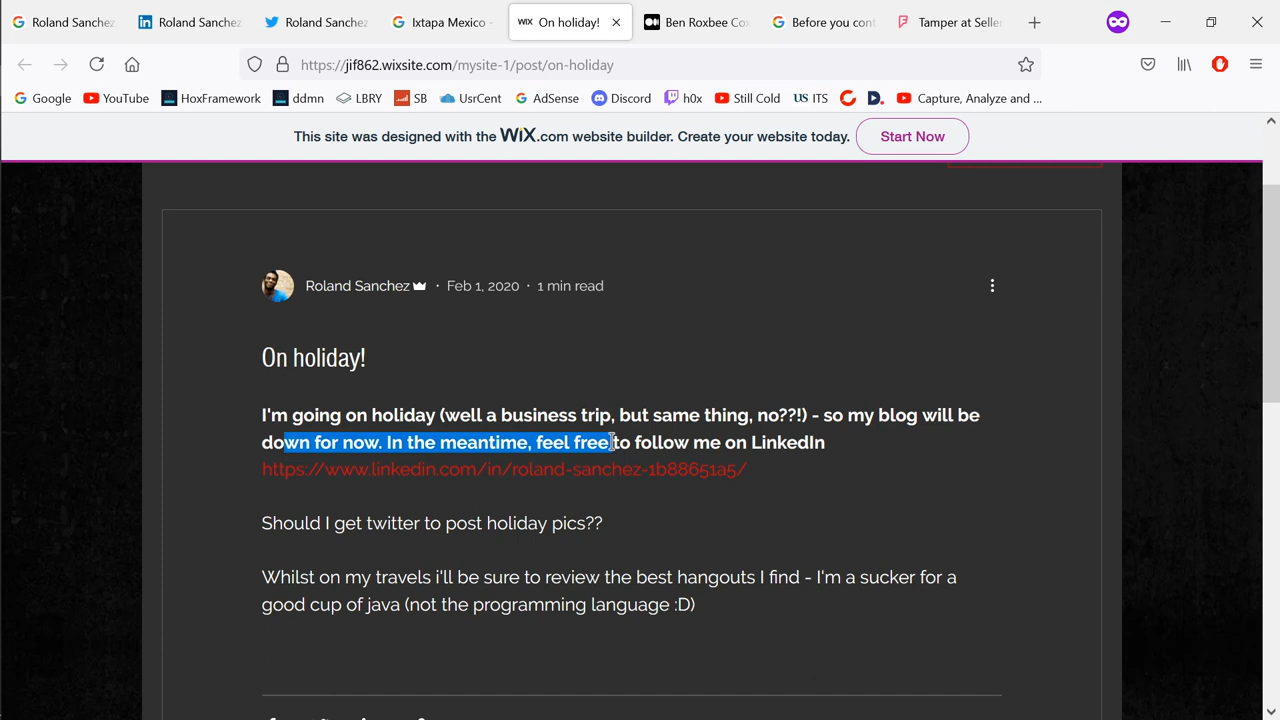 Roland Sanchez
Roland Sanchez
Roland Sanchez
Ixtapa Mexico -
WIX On holiday!
Ben Roxbee Co
Before you con
Tamper at Selle
https://jif862.wixsite.com/mysite-1/post/on-holiday
Google YouTube HoxFramework ddmn LBRY SB UsrCent AdSense Discord h0x Still Cold US ITS Capture, Analyze and ...
This site was designed with the WiX.com website builder. Create your website today. Start Now
Roland Sanchez · Feb 1, 2020 · 1 min read
On holiday!
I'm going on holiday (well a business trip, but same thing, no??!) - so my blog will be
down for now. In the meantime, feel free to follow me on LinkedIn
https://www.linkedin.com/in/roland-sanchez-1b88651a5/
Should I get twitter to post holiday pics??
Whilst on my travels i'll be sure to review the best hangouts I find - I'm a sucker for a
good cup of java (not the programming language :D)